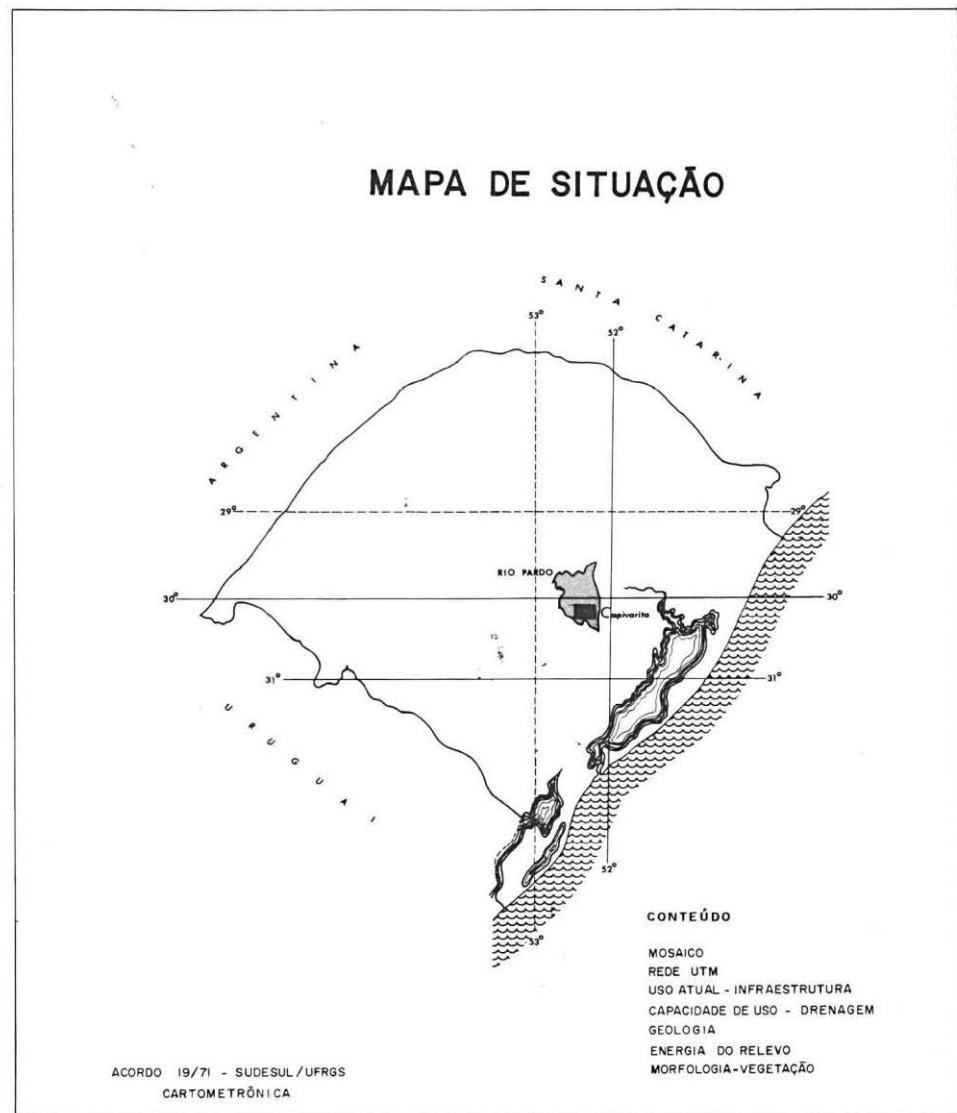 MAPA DE SITUAÇÃO
SANTA CATARINA
ARGENTINA
53°
52°
29°
29°
RIO PARDO
30°
30°
Capivarita
31°
31°
URUGUAI
52°
53°
CONTEÚDO
MOSAICO
REDE UTM
USO ATUAL - INFRAESTRUTURA
CAPACIDADE DE USO - DRENAGEM
GEOLOGIA
ENERGIA DO RELEVO
MORFOLOGIA-VEGETAÇÃO
ACORDO 19/71 - SUDESUL/UFRGS
CARTOMETRÔNICA